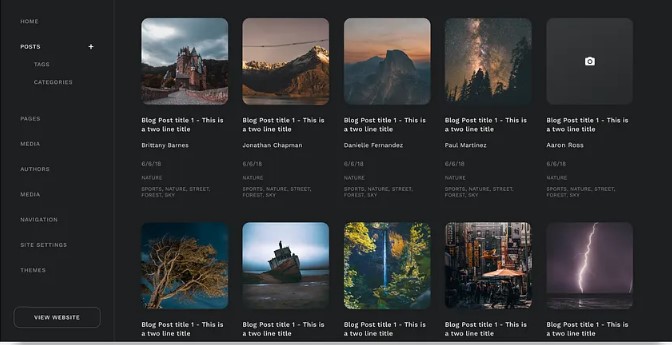 HOME
POSTS +
TAGS
CATEGORIES
PAGES
MEDIA
AUTHORS
MEDIA
NAVIGATION
SITE SETTINGS
THEMES
VIEW WEBSITE
Blog Post title 1 - This is
a two line title
Brittany Barnes
6/6/18
NATURE
SPORTS, NATURE, STREET,
FOREST, SKY
Blog Post title 1 - This is
a two line title
Jonathan Chapman
6/6/18
NATURE
SPORTS, NATURE, STREET,
FOREST, SKY
Blog Post title 1 - This is
a two line title
Danielle Fernandez
6/6/18
NATURE
SPORTS, NATURE, STREET,
FOREST, SKY
Blog Post title 1 - This is
a two line title
Paul Martinez
6/6/18
NATURE
SPORTS, NATURE, STREET,
FOREST, SKY
Blog Post title 1 - This is
a two line title
Aaron Ross
6/6/18
NATURE
SPORTS, NATURE, STREET,
FOREST, SKY
Blog Post title 1 - This is
a two line title
Blog Post title 1 - This is
a two line title
Blog Post title 1 - This is
a two line title
Blog Post title 1 - This is
a two line title
Blog Post title 1 - This is
a two line title